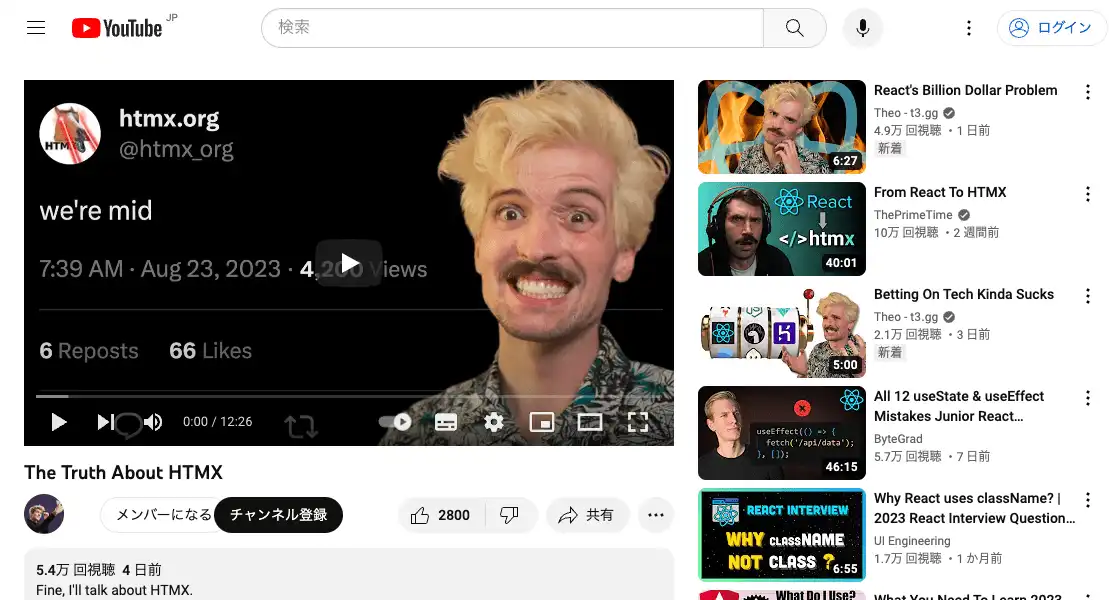 YouTube JP
検索
ログイン
htmx.org
@htmx_org
we're mid
7:39 AM · Aug 23, 2023 · 4,200 Views
6 Reposts 66 Likes
0:00 / 12:26
The Truth About HTMX
メンバーになる
チャンネル登録
2800
共有
5.4万 回視聴 4 日前
Fine, I'll talk about HTMX.
6:27
React's Billion Dollar Problem
Theo - t3.gg
4.9万 回視聴 ・1 日前
新着
React
</>htmx
40:01
From React To HTMX
ThePrimeTime
10万 回視聴 ・2 週間前
5:00
Betting On Tech Kinda Sucks
Theo - t3.gg
2.1万 回視聴 ・3 日前
新着
useEffect(() => {
fetch('/api/data');
}, []);
46:15
All 12 useState & useEffect
Mistakes Junior React…
ByteGrad
5.7万 回視聴 ・7 日前
REACT INTERVIEW
WHY CLASSNAME
NOT CLASS ?
6:55
Why React uses className? |
2023 React Interview Question…
UI Engineering
1.7万 回視聴 ・1 か月前
What Do I Use?
What You Need To Learn 2023